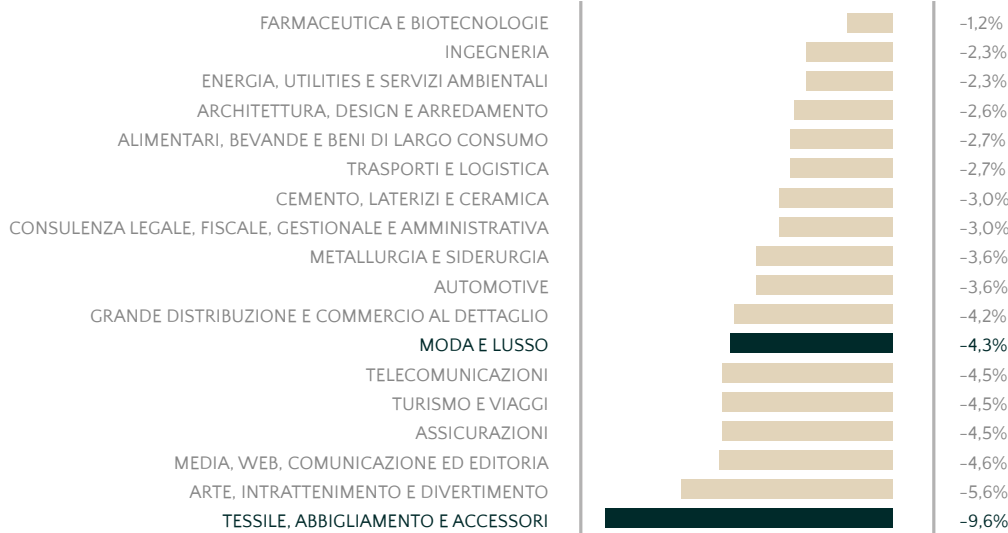 FARMACEUTICA E BIOTECNOLOGIE -1,2%
INGEGNERIA -2,3%
ENERGIA, UTILITIES E SERVIZI AMBIENTALI -2,3%
ARCHITETTURA, DESIGN E ARREDAMENTO -2,6%
ALIMENTARI, BEVANDE E BENI DI LARGO CONSUMO -2,7%
TRASPORTI E LOGISTICA -2,7%
CEMENTO, LATERIZI E CERAMICA -3,0%
CONSULENZA LEGALE, FISCALE, GESTIONALE E AMMINISTRATIVA -3,0%
METALLURGIA E SIDERURGIA -3,6%
AUTOMOTIVE -3,6%
GRANDE DISTRIBUZIONE E COMMERCIO AL DETTAGLIO -4,2%
MODA E LUSSO -4,3%
TELECOMUNICAZIONI -4,5%
TURISMO E VIAGGI -4,5%
ASSICURAZIONI -4,5%
MEDIA, WEB, COMUNICAZIONE ED EDITORIA -4,6%
ARTE, INTRATTENIMENTO E DIVERTIMENTO -5,6%
TESSILE, ABBIGLIAMENTO E ACCESSORI -9,6%